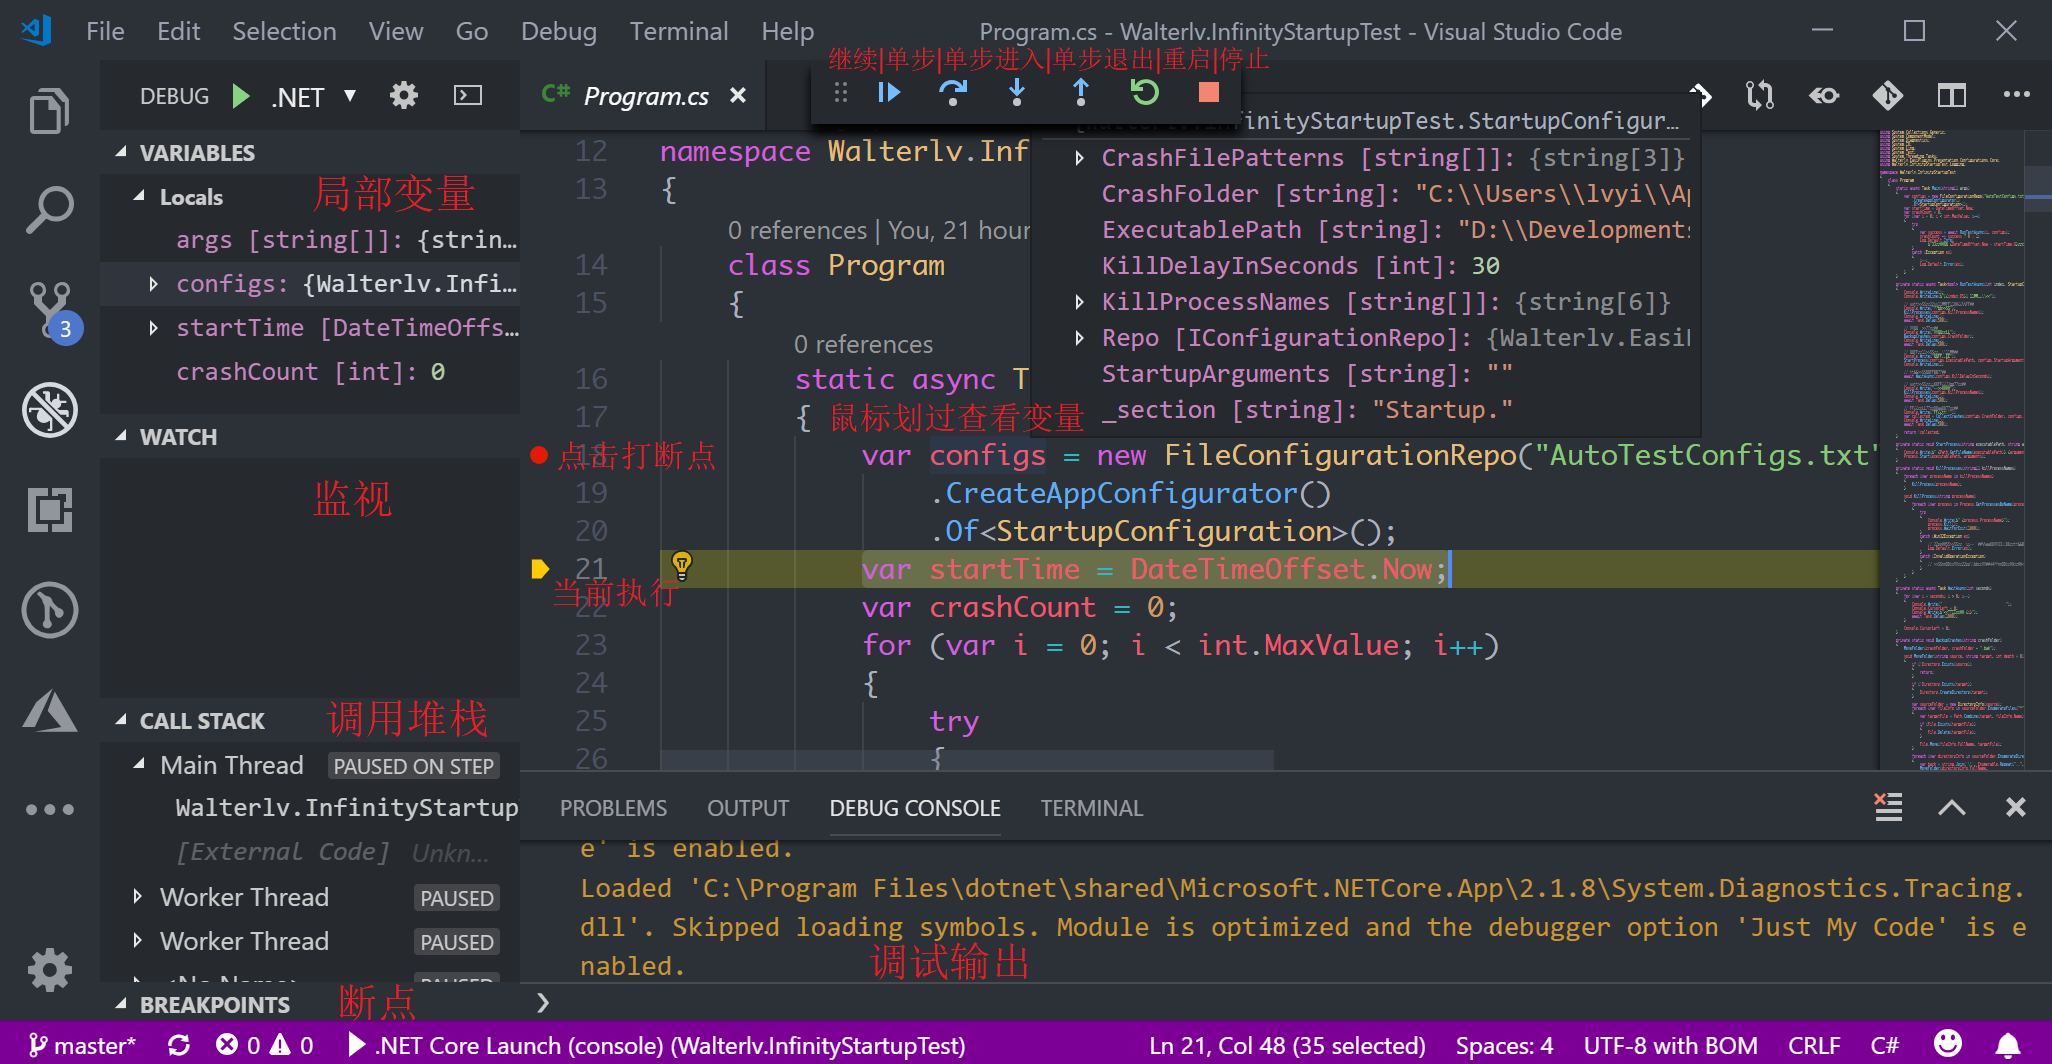 File Edit Selection View Go Debug Terminal Help
Program.cs - Walterlv.InfinityStartupTest - Visual Studio Code
继续|单步|单步进入|单步退出|重启|停止
DEBUG .NET
C# Program.cs
VARIABLES
Locals 局部变量
args [string[]]: {strin...
configs: {Walterlv.Infi...
startTime [DateTimeOffs...
crashCount [int]: 0
3
WATCH
监视
CALL STACK 调用堆栈
Main Thread PAUSED ON STEP
Walterlv.InfinityStartup
[External Code] Unkn...
Worker Thread PAUSED
Worker Thread PAUSED
BREAKPOINTS 断点
12 namespace Walterlv.Inf
13 {
0 references | You, 21 hour
14 class Program
15 {
0 references
16 static async T
17 { 鼠标划过查看变量
点击打断点
18 var configs = new FileConfigurationRepo("AutoTestConfigs.txt"
19 .CreateAppConfigurator()
20 .Of<StartupConfiguration>();
21 var startTime = DateTimeOffset.Now;
当前执行
22 var crashCount = 0;
23 for (var i = 0; i < int.MaxValue; i++)
24 {
25 try
26 {
finityStartupTest.StartupConfigur...
CrashFilePatterns [string[]]: {string[3]}
CrashFolder [string]: "C:\\Users\\lvyi\\Ap
ExecutablePath [string]: "D:\\Developments
KillDelayInSeconds [int]: 30
KillProcessNames [string[]]: {string[6]}
Repo [IConfigurationRepo]: {Walterlv.Easi
StartupArguments [string]: ""
_section [string]: "Startup."
PROBLEMS OUTPUT DEBUG CONSOLE TERMINAL
e' is enabled.
Loaded 'C:\Program Files\dotnet\shared\Microsoft.NETCore.App\2.1.8\System.Diagnostics.Tracing.
dll'. Skipped loading symbols. Module is optimized and the debugger option 'Just My Code' is e
nabled.
调试输出
master* 0 0 .NET Core Launch (console) (Walterlv.InfinityStartupTest)
Ln 21, Col 48 (35 selected) Spaces: 4 UTF-8 with BOM CRLF C#